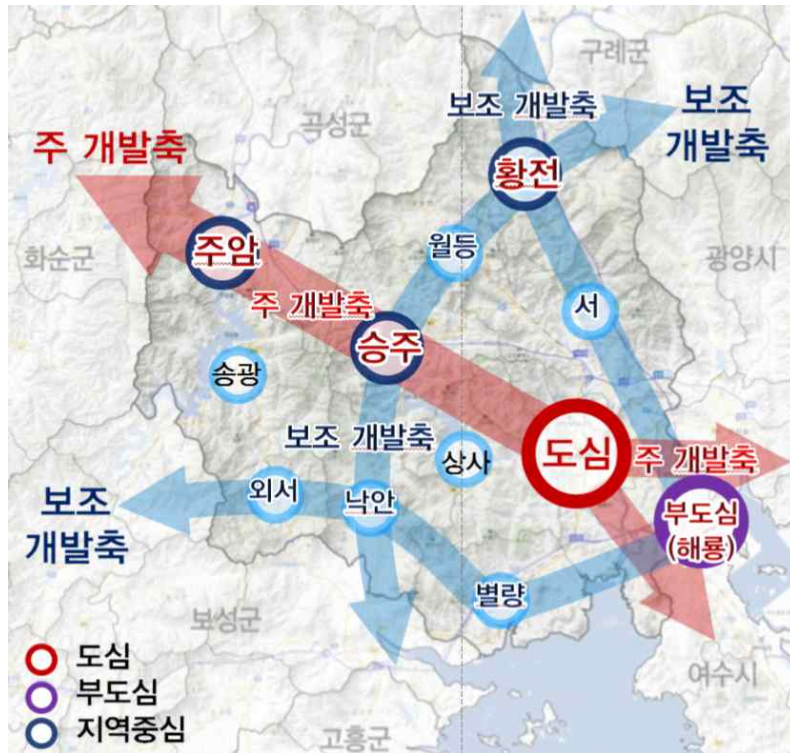 구례군
보조 개발축
보조
개발축
곡성군
주 개발축
황전
주암
월등
화순군
광양시
주 개발축
서
승주
송광
보조 개발축
상사
도심
주 개발축
외서
낙안
보조
개발축
부도심
(해룡)
별량
보성군
도심
부도심
여수시
지역중심
고흥군